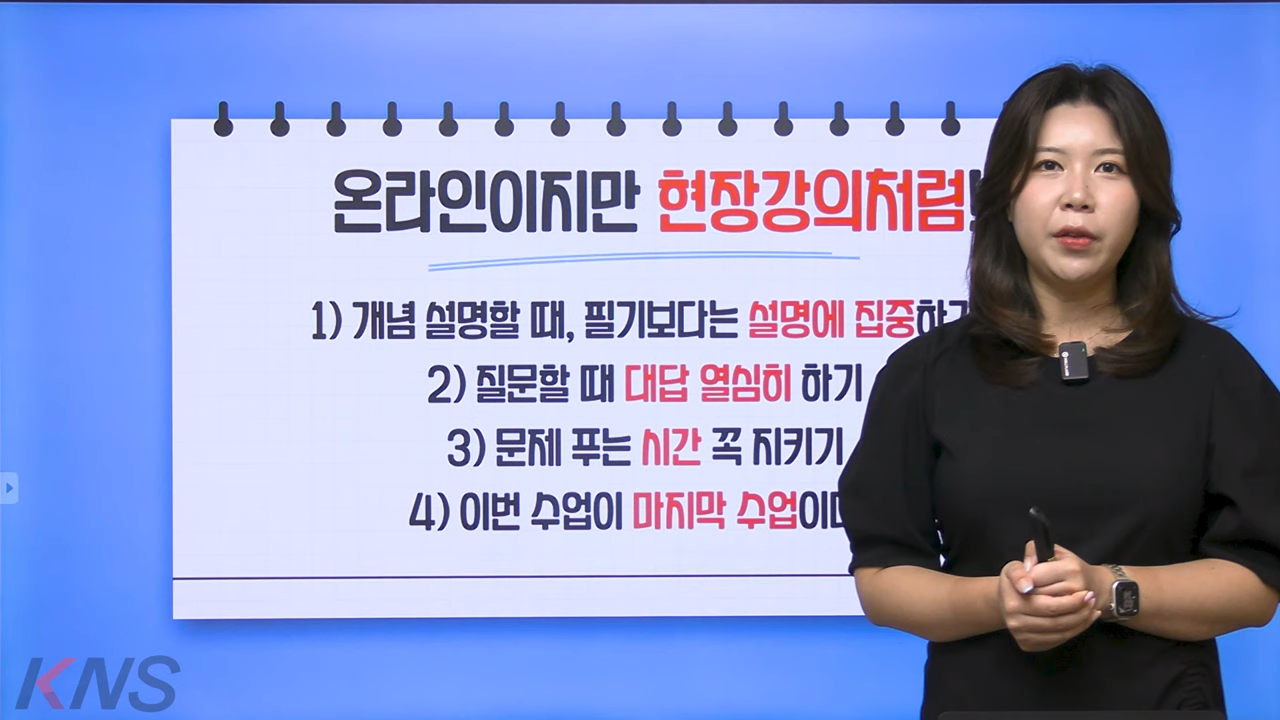 온라인이지만 현장강의처럼!
1) 개념 설명할 때, 필기보다는 설명에 집중하기
2) 질문할 때 대답 열심히 하기
3) 문제 푸는 시간 꼭 지키기
4) 이번 수업이 마지막 수업
KNS